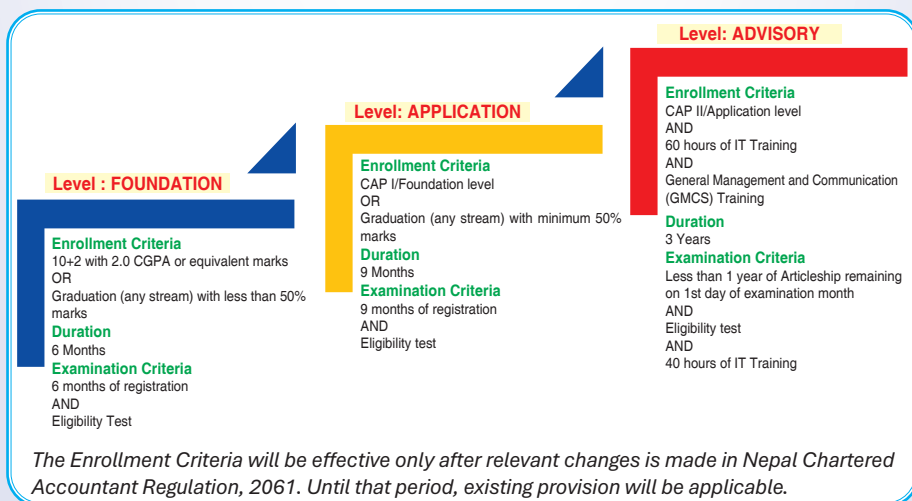 Level : FOUNDATION
Enrollment Criteria
10+2 with 2.0 CGPA or equivalent marks
OR
Graduation (any stream) with less than 50%
marks
Duration
6 Months
Examination Criteria
6 months of registration
AND
Eligibility Test
Level: APPLICATION
Enrollment Criteria
CAP I/Foundation level
OR
Graduation (any stream) with minimum 50%
marks
Duration
9 Months
Examination Criteria
9 months of registration
AND
Eligibility test
Level: ADVISORY
Enrollment Criteria
CAP II/Application level
AND
60 hours of IT Training
AND
General Management and Communication
(GMCS) Training
Duration
3 Years
Examination Criteria
Less than 1 year of Articleship remaining
on 1st day of examination month
AND
Eligibility test
AND
40 hours of IT Training
The Enrollment Criteria will be effective only after relevant changes is made in Nepal Chartered
Accountant Regulation, 2061. Until that period, existing provision will be applicable.